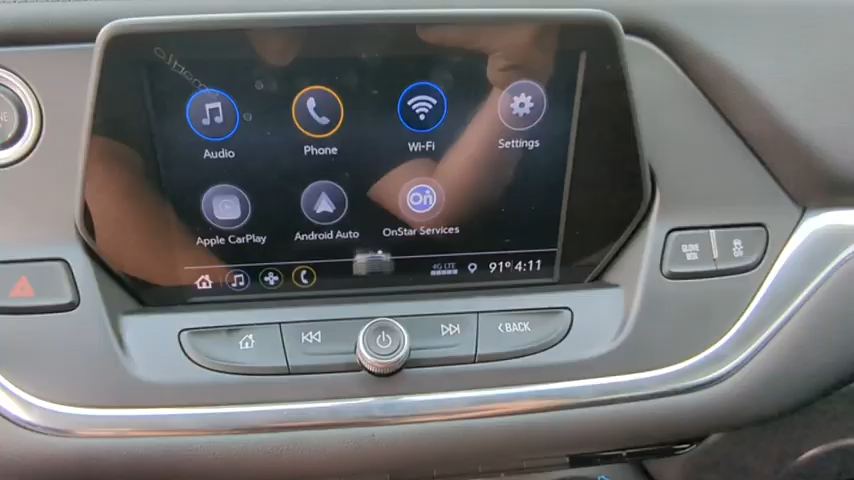 Audio
Phone
Wi-Fi
Settings
Apple CarPlay
Android Auto
On
OnStar Services
4G LTE
91° 4:11
GLOVE BOX
<BACK